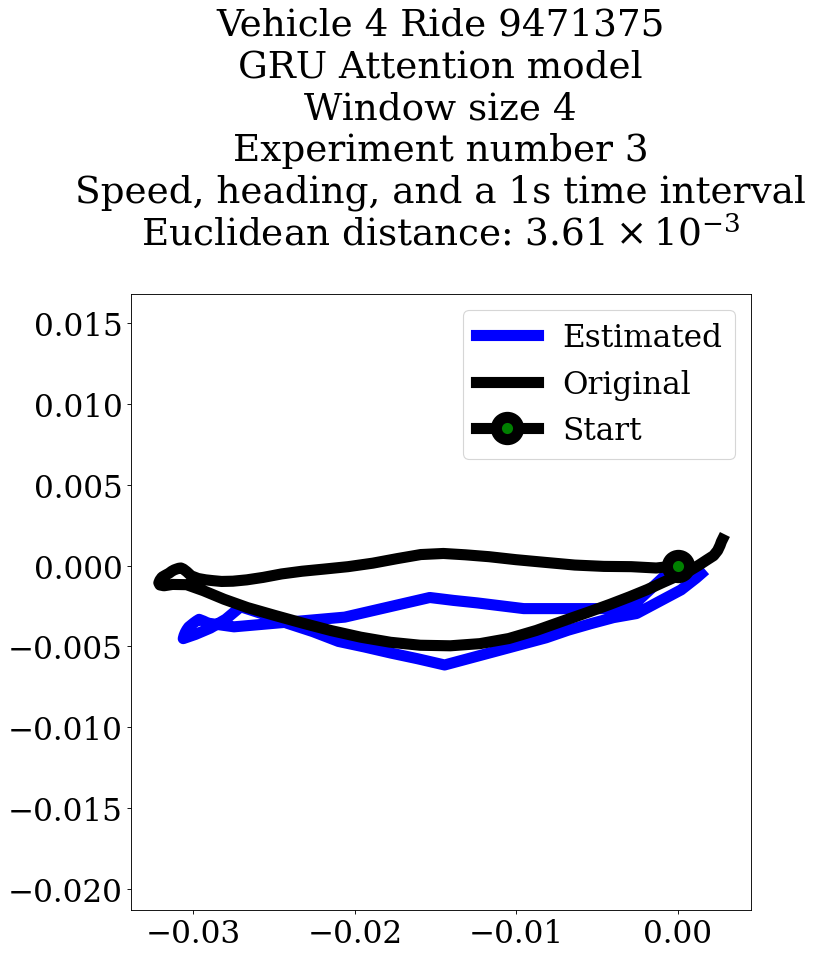 Vehicle 4 Ride 9471375
GRU Attention model
Window size 4
Experiment number 3
Speed, heading, and a 1s time interval
Euclidean distance: 3.61 × 10⁻³
Estimated
Original
Start
0.015
0.010
0.005
0.000
−0.005
−0.010
−0.015
−0.020
−0.03
−0.02
−0.01
0.00